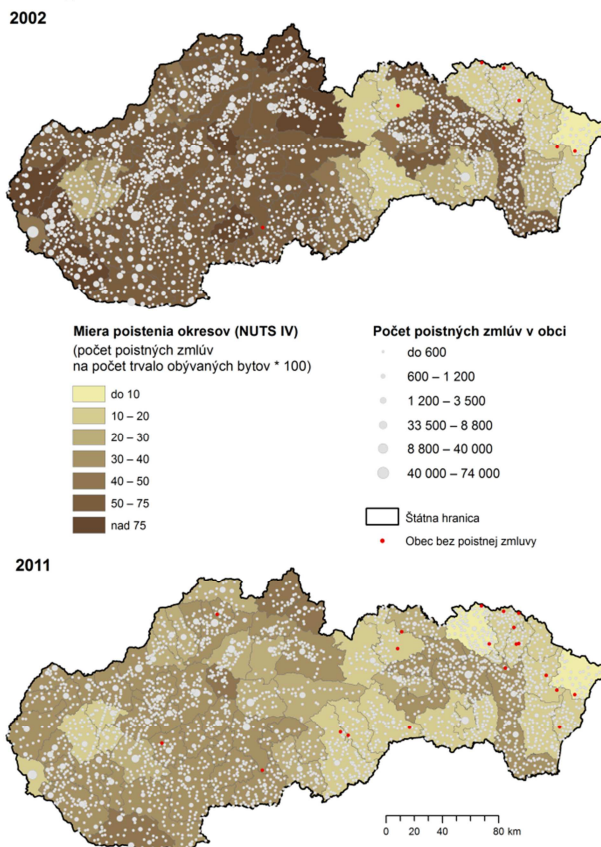 2002
Miera poistenia okresov (NUTS IV)
(počet poistných zmlúv
na počet trvalo obývaných bytov * 100)
do 10
10 – 20
20 – 30
30 – 40
40 – 50
50 – 75
nad 75
Počet poistných zmlúv v obci
do 600
600 – 1 200
1 200 – 3 500
33 500 – 8 800
8 800 – 40 000
40 000 – 74 000
Štátna hranica
Obec bez poistnej zmluvy
2011
0 20 40 80 km